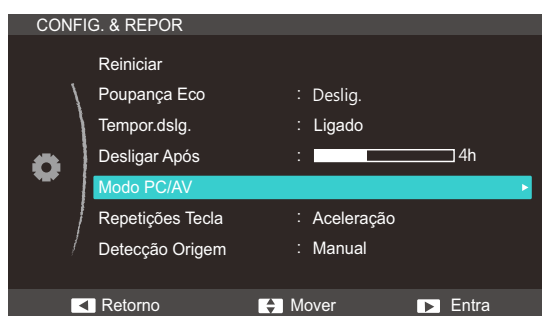 CONFIG. & REPOR
Reiniciar
Poupança Eco : Deslig.
Tempor.dslg. : Ligado
Desligar Após : 4h
Modo PC/AV
Repetições Tecla : Aceleração
Detecção Origem : Manual
Retorno Mover Entra